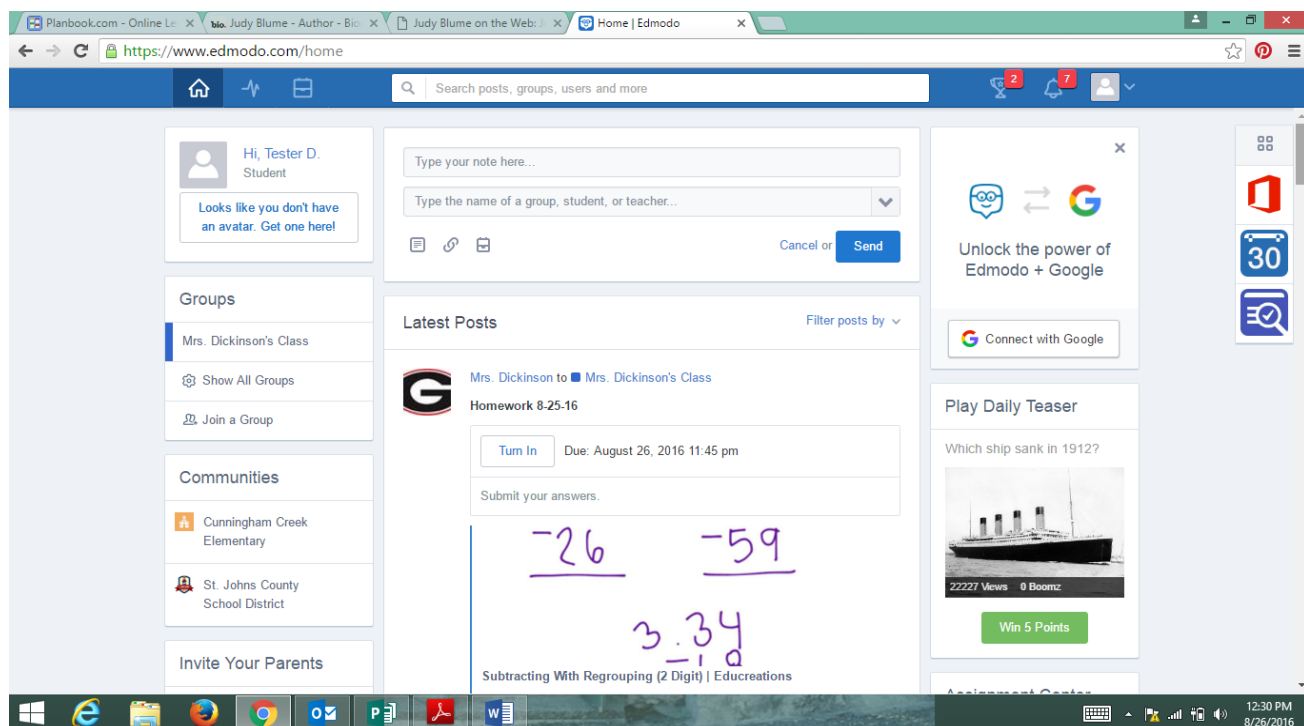 Planbook.com - Online Le
bio. Judy Blume - Author - Bio
Judy Blume on the Web: J
Home | Edmodo
https://www.edmodo.com/home
Search posts, groups, users and more
2
7
Hi, Tester D.
Student
Looks like you don't have
an avatar. Get one here!
Groups
Mrs. Dickinson's Class
Show All Groups
Join a Group
Communities
Cunningham Creek
Elementary
St. Johns County
School District
Invite Your Parents
Type your note here...
Type the name of a group, student, or teacher...
Cancel or
Send
Latest Posts
Filter posts by
G
Mrs. Dickinson to Mrs. Dickinson's Class
Homework 8-25-16
Turn In
Due: August 26, 2016 11:45 pm
Submit your answers.
-26 -59
3. 34
Subtracting With Regrouping (2 Digit) | Educreations
G
Unlock the power of
Edmodo + Google
G Connect with Google
Play Daily Teaser
Which ship sank in 1912?
22227 Views 0 Boomz
Win 5 Points
Assignment Center
30
12:30 PM
8/26/2016